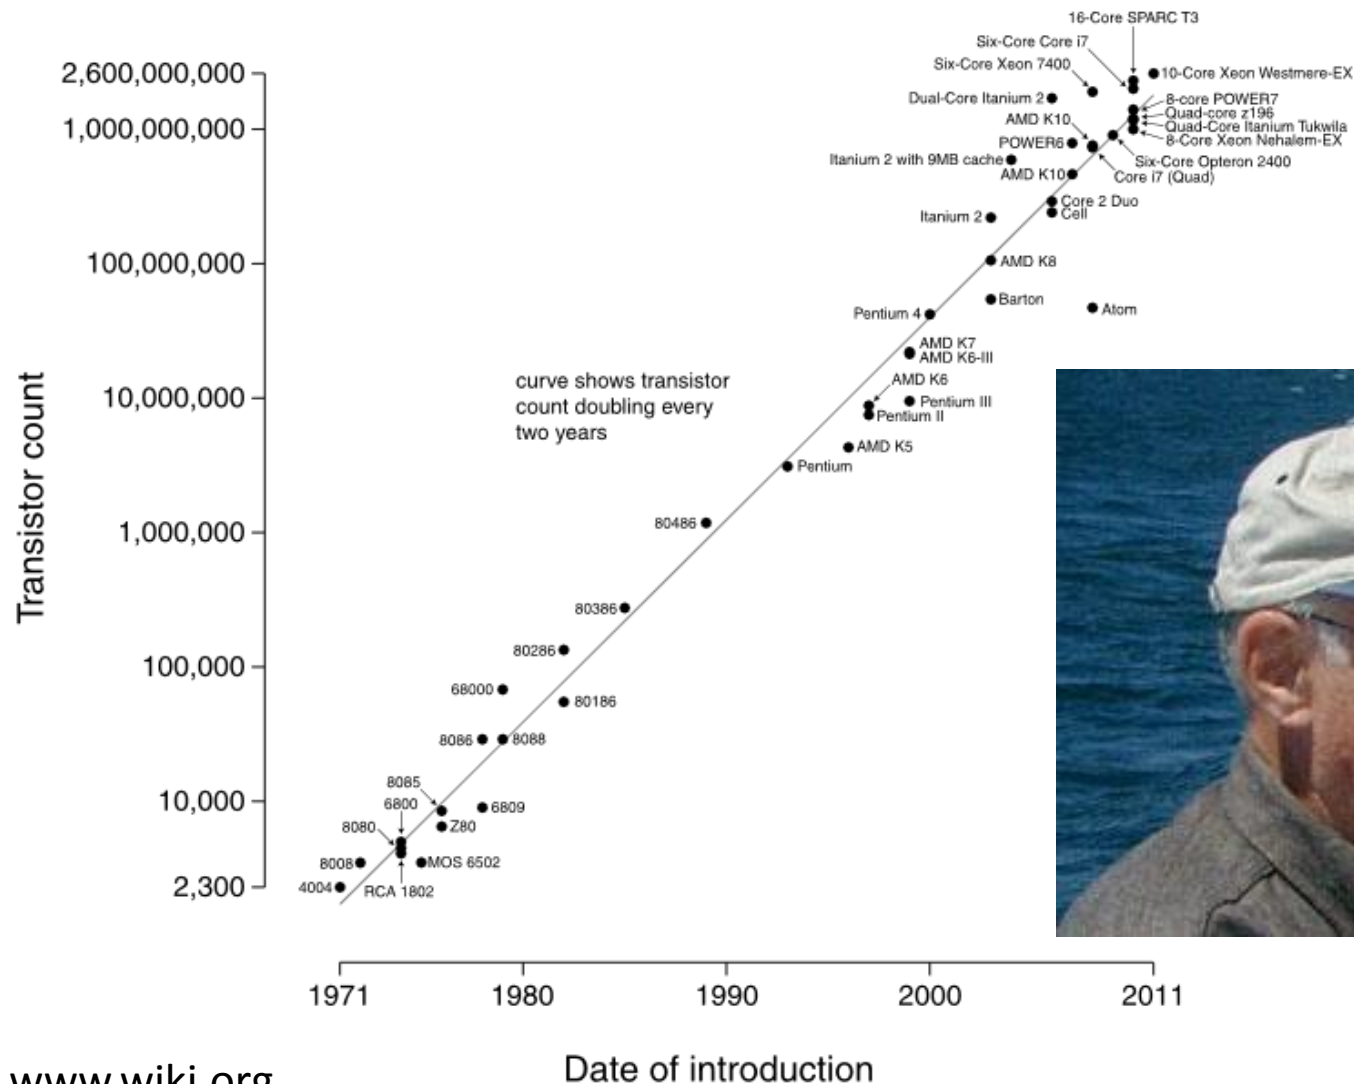 16-Core SPARC T3
Six-Core Core i7
Six-Core Xeon 7400
10-Core Xeon Westmere-EX
Dual-Core Itanium 2
8-core POWER7
Quad-core z196
Quad-Core Itanium Tukwila
8-Core Xeon Nehalem-EX
AMD K10
POWER6
Itanium 2 with 9MB cache
Six-Core Opteron 2400
Core i7 (Quad)
AMD K10
Core 2 Duo
Cell
Itanium 2
AMD K8
Barton
Atom
Pentium 4
AMD K7
AMD K6-III
AMD K6
Pentium III
Pentium II
AMD K5
Pentium
80486
80386
80286
68000
80186
8086
8088
8085
6800
6809
8080
Z80
8008
MOS 6502
4004
RCA 1802
2,600,000,000
1,000,000,000
100,000,000
10,000,000
1,000,000
100,000
10,000
2,300
Transistor count
curve shows transistor
count doubling every
two years
1971
1980
1990
2000
2011
Date of introduction
www.wiki.org